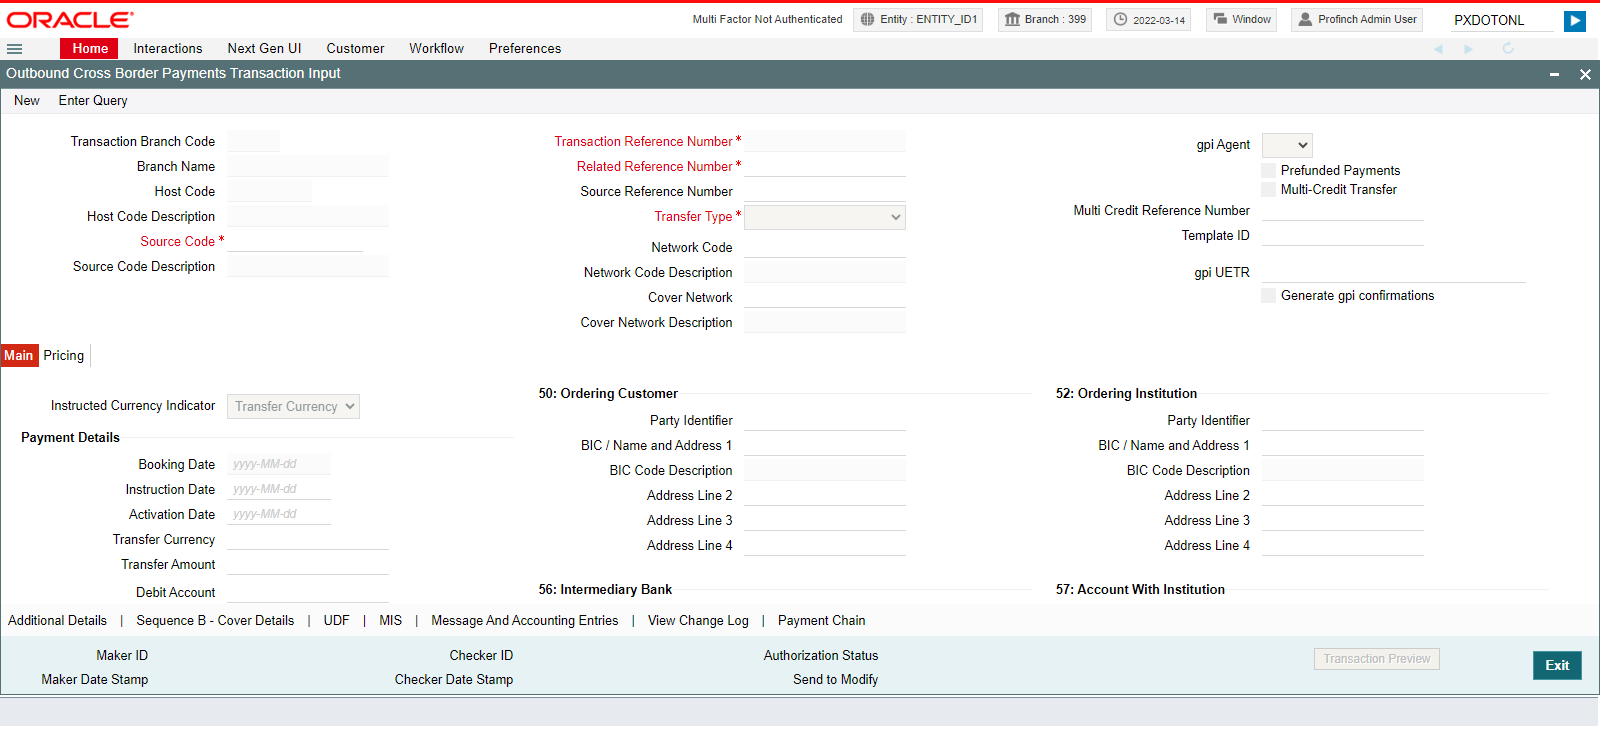 ORACLE®
Multi Factor Not Authenticated
Entity : ENTITY_ID1
Branch : 399
2022-03-14
Window
Profinch Admin User
PXDOTONL
Home Interactions Next Gen UI Customer Workflow Preferences
Outbound Cross Border Payments Transaction Input
New Enter Query
Transaction Branch Code
Branch Name
Host Code
Host Code Description
Source Code *
Source Code Description
Transaction Reference Number *
Related Reference Number *
Source Reference Number
Transfer Type *
Network Code
Network Code Description
Cover Network
Cover Network Description
gpi Agent
Prefunded Payments
Multi-Credit Transfer
Multi Credit Reference Number
Template ID
gpi UETR
Generate gpi confirmations
Main Pricing
Instructed Currency Indicator Transfer Currency
Payment Details
Booking Date yyyy-MM-dd
Instruction Date yyyy-MM-dd
Activation Date yyyy-MM-dd
Transfer Currency
Transfer Amount
Debit Account
50: Ordering Customer
Party Identifier
BIC / Name and Address 1
BIC Code Description
Address Line 2
Address Line 3
Address Line 4
56: Intermediary Bank
52: Ordering Institution
Party Identifier
BIC / Name and Address 1
BIC Code Description
Address Line 2
Address Line 3
Address Line 4
57: Account With Institution
Additional Details | Sequence B - Cover Details | UDF | MIS | Message And Accounting Entries | View Change Log | Payment Chain
Maker ID
Maker Date Stamp
Checker ID
Checker Date Stamp
Authorization Status
Send to Modify
Transaction Preview
Exit